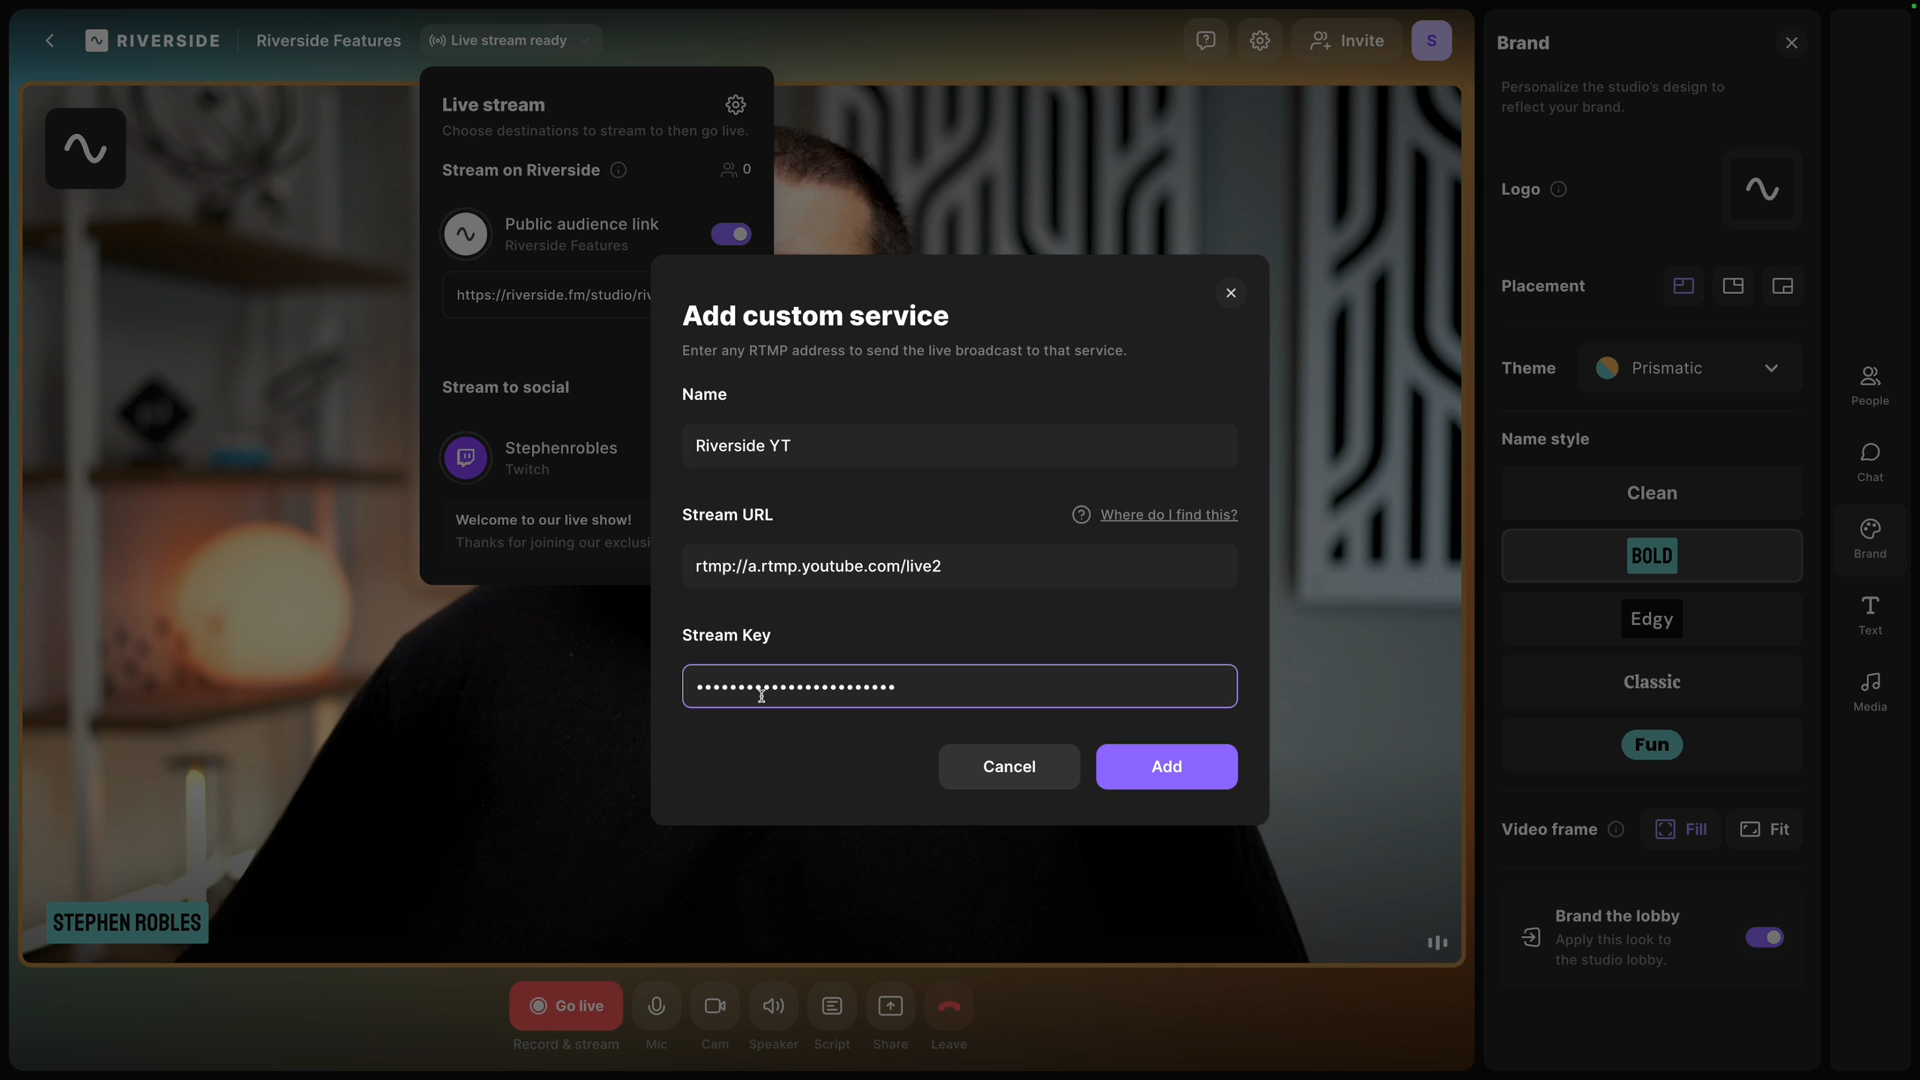 RIVERSIDE
Riverside Features
Live stream ready
Invite
S
Live stream
Choose destinations to stream to then go live.
Stream on Riverside
0
Public audience link
Riverside Features
https://riverside.fm/studio/riv
Stream to social
Stephenrobles
Twitch
Welcome to our live show!
Thanks for joining our exclusi
Add custom service
Enter any RTMP address to send the live broadcast to that service.
Name
Riverside YT
Stream URL
Where do I find this?
rtmp://a.rtmp.youtube.com/live2
Stream Key
••••••••••••••••••••••••
Cancel
Add
STEPHEN ROBLES
Go live
Record & stream
Mic
Cam
Speaker
Script
Share
Leave
Brand
Personalize the studio's design to
reflect your brand.
Logo
Placement
Theme
Prismatic
Name style
Clean
BOLD
Edgy
Classic
Fun
Video frame
Fill
Fit
Brand the lobby
Apply this look to
the studio lobby.
People
Chat
Brand
Text
Media